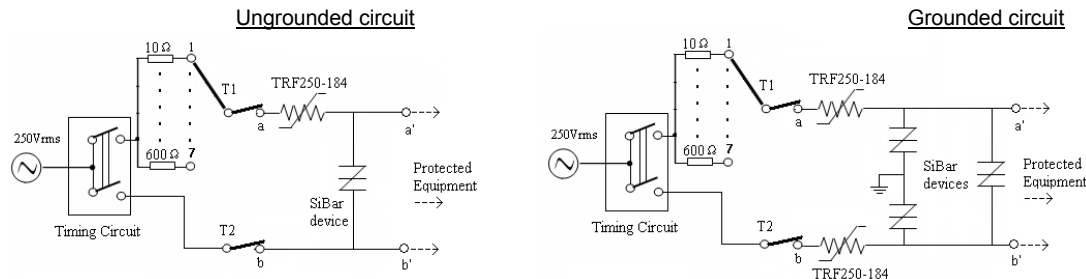 Ungrounded circuit
10 Ω
1
T1
TRF250-184
a
a'
250Vrms
600 Ω
7
SiBar
device
Protected
Equipment
Timing Circuit
T2
b
b'
Grounded circuit
10 Ω
1
T1
TRF250-184
a
a'
250Vrms
600 Ω
7
SiBar
devices
Protected
Equipment
Timing Circuit
T2
b
b'
TRF250-184